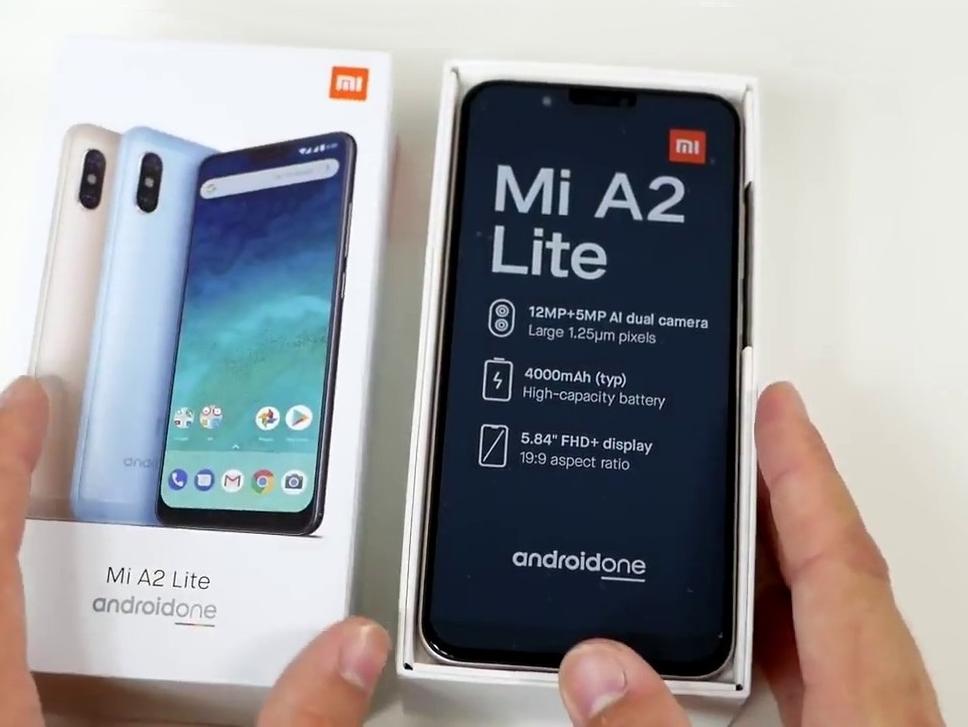 mi
Mi A2 Lite
androidone
mi
Mi A2
Lite
12MP+5MP AI dual camera
Large 1.25μm pixels
4000mAh (typ)
High-capacity battery
5.84" FHD+ display
19:9 aspect ratio
androidone